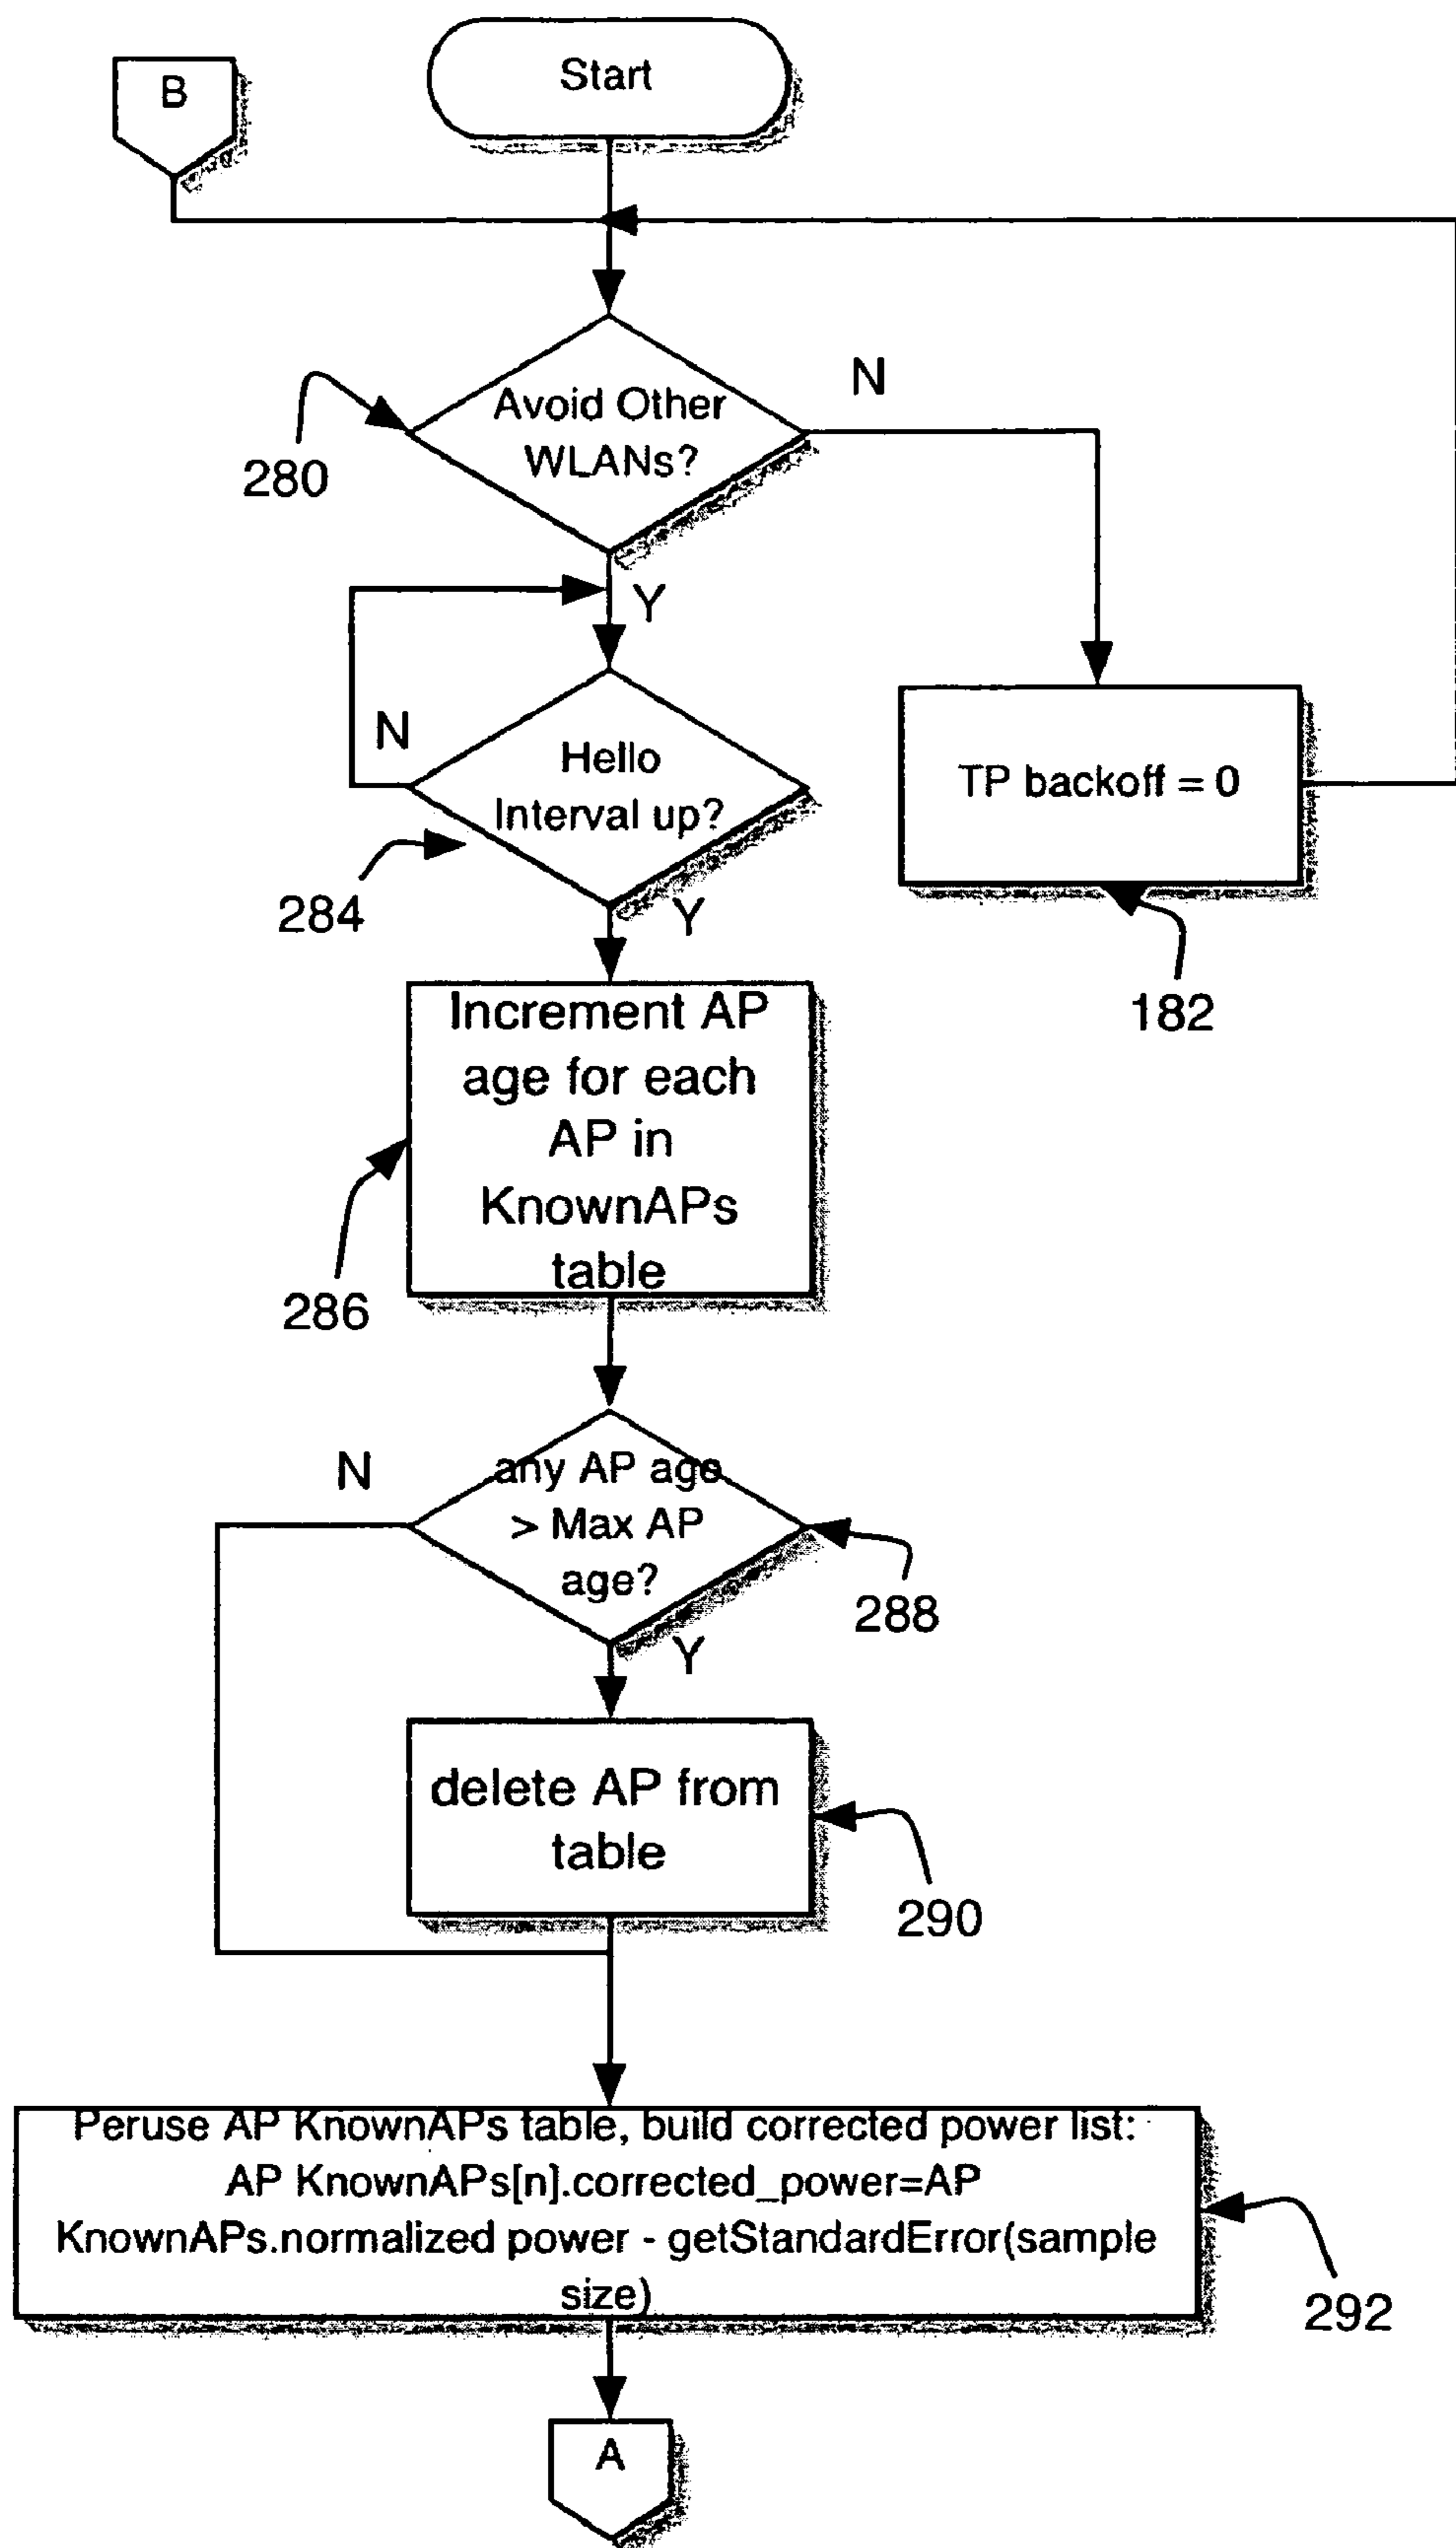 B
Start
Avoid Other
WLANs?
N
280
Y
Hello
Interval up?
N
284
Y
TP backoff = 0
182
Increment AP
age for each
AP in
KnownAPs
table
286
any AP age
> Max AP
age?
N
288
Y
delete AP from
table
290
Peruse AP KnownAPs table, build corrected power list:
AP KnownAPs[n].corrected_power=AP
KnownAPs.normalized power - getStandardError(sample
size)
292
A